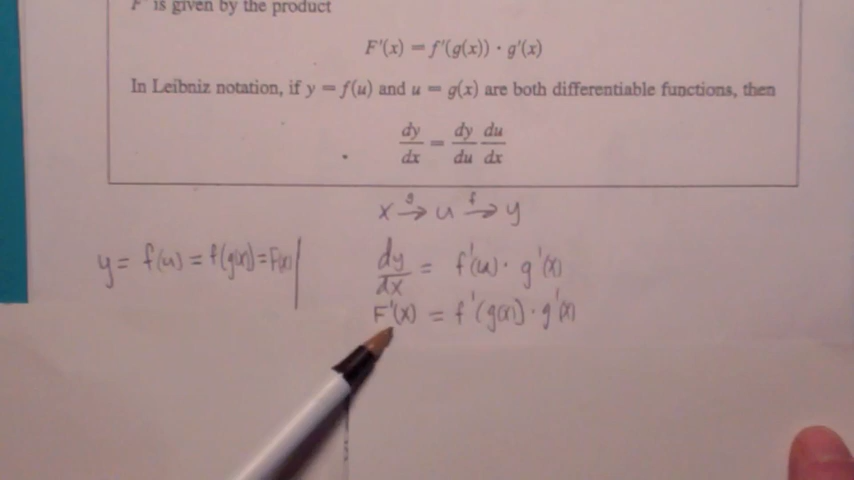 F' is given by the product
F'(x) = f'(g(x)) · g'(x)
In Leibniz notation, if y = f(u) and u = g(x) are both differentiable functions, then
dy/dx = dy/du du/dx
x →g u →f y
y = f(u) = f(g(x)) = F(x)
dy/dx = f'(u) · g'(x)
F'(x) = f'(g(x)) · g'(x)